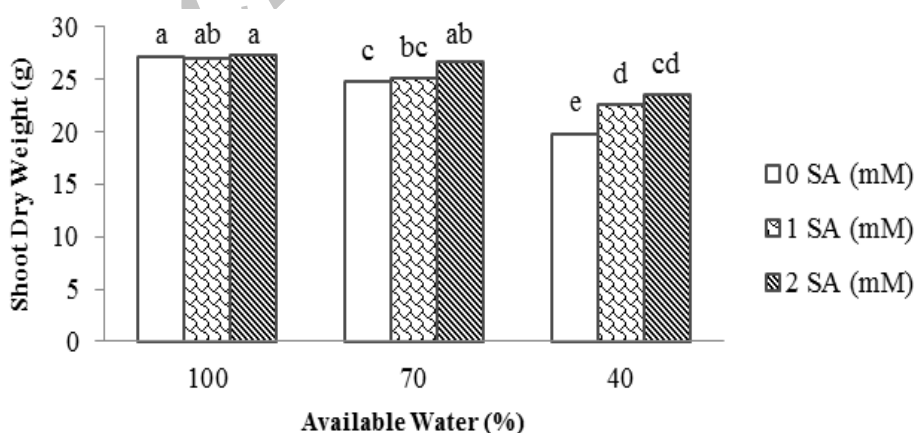 30
25
20
15
10
5
0
Shoot Dry Weight (g)
a ab a
c bc ab
e d cd
100 70 40
Available Water (%)
0 SA (mM)
1 SA (mM)
2 SA (mM)